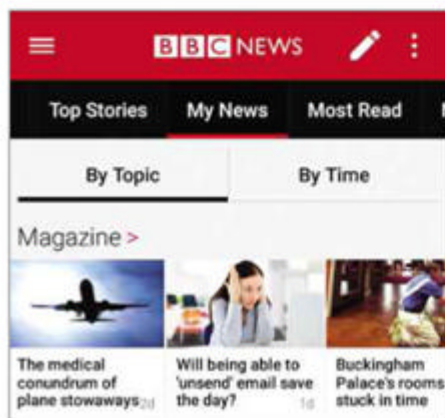 BBC NEWS
Top Stories My News Most Read
By Topic By Time
Magazine >
The medical
conundrum of
plane stowaways 2d
Will being able to
'unsend' email save
the day? 1d
Buckingham
Palace's rooms
stuck in time